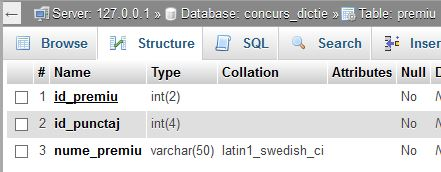 Server: 127.0.0.1 » Database: concurs_dictie » Table: premiu
Browse Structure SQL Search Inser
# Name Type Collation Attributes Null D
1 id_premiu int(2) No
2 id_punctaj int(4) No
3 nume_premiu varchar(50) latin1_swedish_ci No